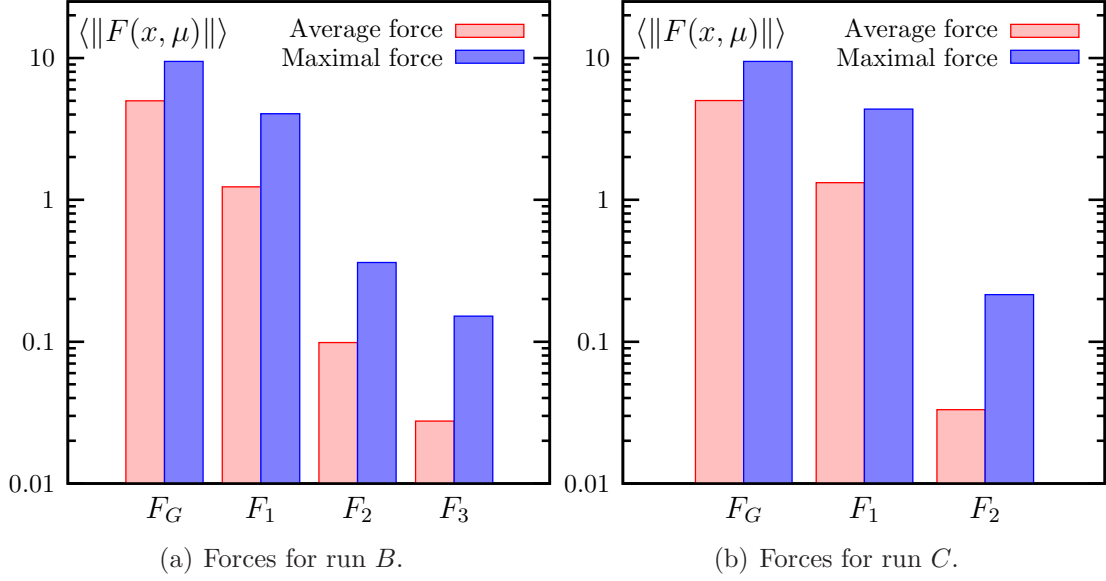 ⟨‖F(x, μ)‖⟩
Average force
Maximal force
10
1
0.1
0.01
F_G F_1 F_2 F_3
(a) Forces for run B.
⟨‖F(x, μ)‖⟩
Average force
Maximal force
10
1
0.1
0.01
F_G F_1 F_2
(b) Forces for run C.